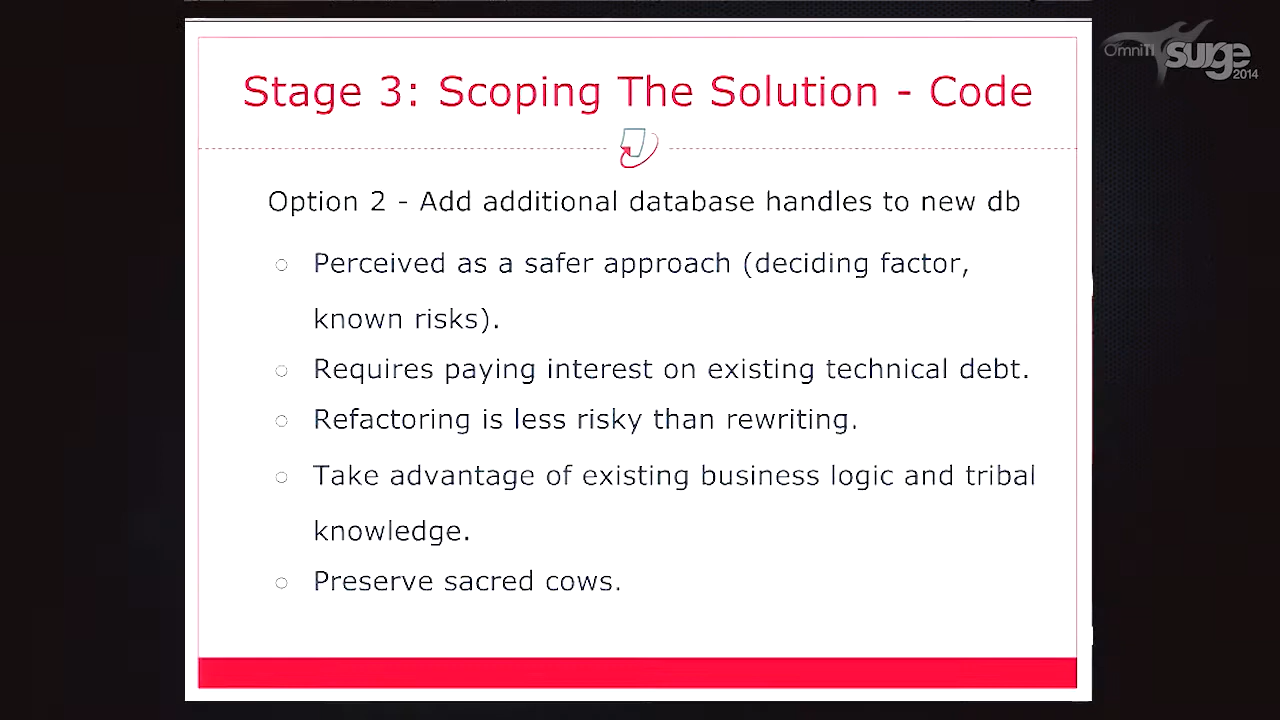 OmniTI surge 2014
Stage 3: Scoping The Solution - Code
Option 2 - Add additional database handles to new db
Perceived as a safer approach (deciding factor,
known risks).
Requires paying interest on existing technical debt.
Refactoring is less risky than rewriting.
Take advantage of existing business logic and tribal
knowledge.
Preserve sacred cows.